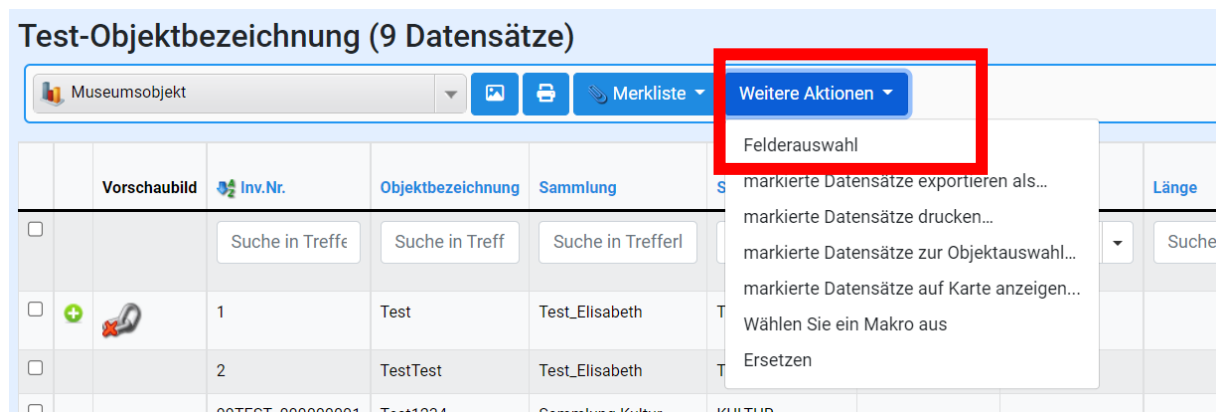 Test-Objektbezeichnung (9 Datensätze)
Museumsobjekt Merkliste Weitere Aktionen
Felderauswahl
Vorschaubild Inv.Nr. Objektbezeichnung Sammlung S markierte Datensätze exportieren als… Länge
markierte Datensätze drucken…
Suche in Treffe Suche in Treff Suche in Trefferl Suche
markierte Datensätze zur Objektauswahl…
markierte Datensätze auf Karte anzeigen...
1 Test Test_Elisabeth T
Wählen Sie ein Makro aus
Ersetzen
2 TestTest Test_Elisabeth T